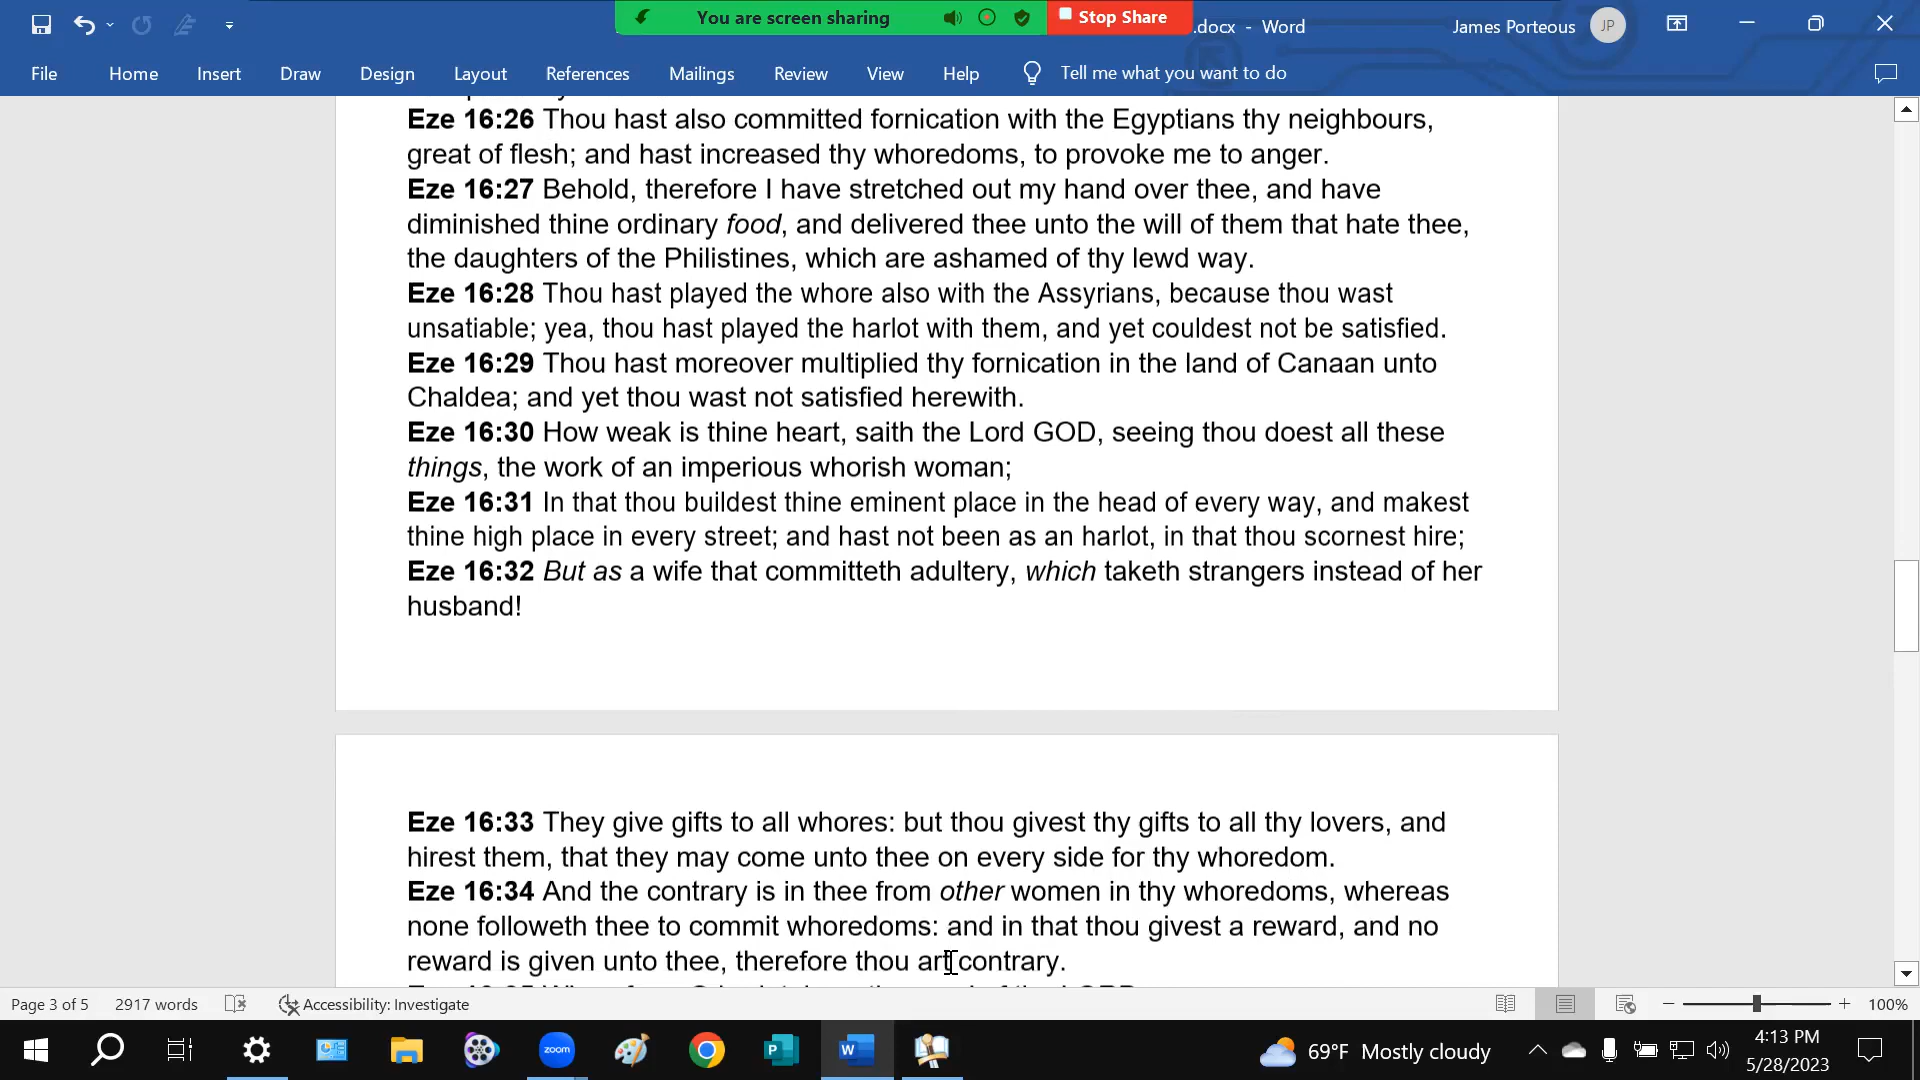 You are screen sharing
Stop Share
.docx - Word
James Porteous
JP
File Home Insert Draw Design Layout References Mailings Review View Help Tell me what you want to do
Eze 16:26 Thou hast also committed fornication with the Egyptians thy neighbours,
great of flesh; and hast increased thy whoredoms, to provoke me to anger.
Eze 16:27 Behold, therefore I have stretched out my hand over thee, and have
diminished thine ordinary food, and delivered thee unto the will of them that hate thee,
the daughters of the Philistines, which are ashamed of thy lewd way.
Eze 16:28 Thou hast played the whore also with the Assyrians, because thou wast
unsatiable; yea, thou hast played the harlot with them, and yet couldest not be satisfied.
Eze 16:29 Thou hast moreover multiplied thy fornication in the land of Canaan unto
Chaldea; and yet thou wast not satisfied herewith.
Eze 16:30 How weak is thine heart, saith the Lord GOD, seeing thou doest all these
things, the work of an imperious whorish woman;
Eze 16:31 In that thou buildest thine eminent place in the head of every way, and makest
thine high place in every street; and hast not been as an harlot, in that thou scornest hire;
Eze 16:32 But as a wife that committeth adultery, which taketh strangers instead of her
husband!
Eze 16:33 They give gifts to all whores: but thou givest thy gifts to all thy lovers, and
hirest them, that they may come unto thee on every side for thy whoredom.
Eze 16:34 And the contrary is in thee from other women in thy whoredoms, whereas
none followeth thee to commit whoredoms: and in that thou givest a reward, and no
reward is given unto thee, therefore thou art contrary.
Page 3 of 5 2917 words Accessibility: Investigate 100%
zoom
69°F Mostly cloudy
4:13 PM
5/28/2023